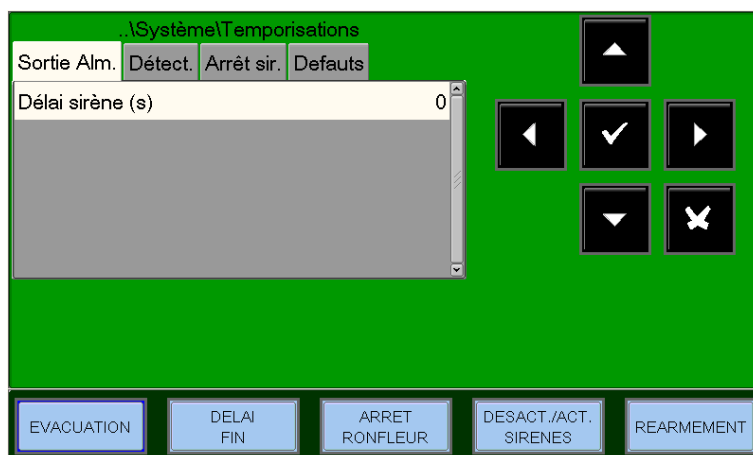 ..\Système\Temporisations
Sortie Alm. Détect. Arrêt sir. Defauts
Délai sirène (s) 0
EVACUATION
DELAI
FIN
ARRET
RONFLEUR
DESACT./ACT.
SIRENES
REARMEMENT